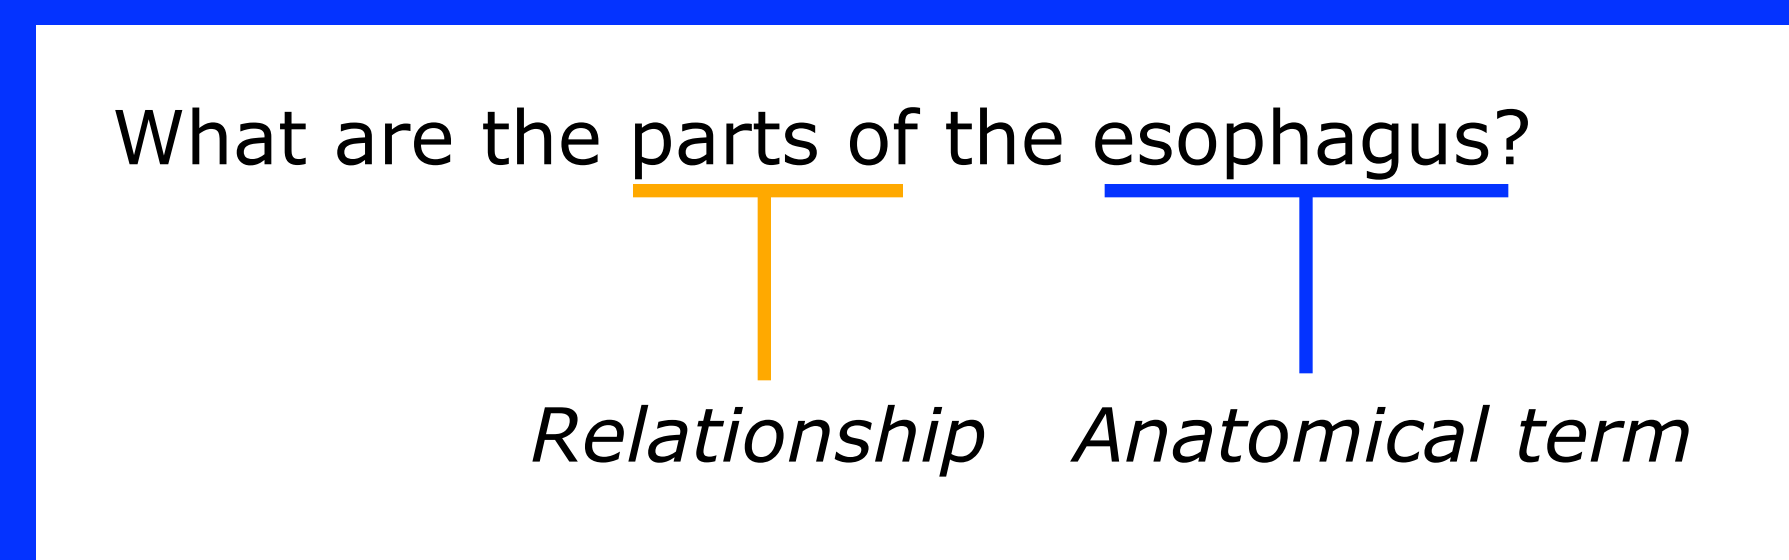 What are the parts of the esophagus?
Relationship Anatomical term